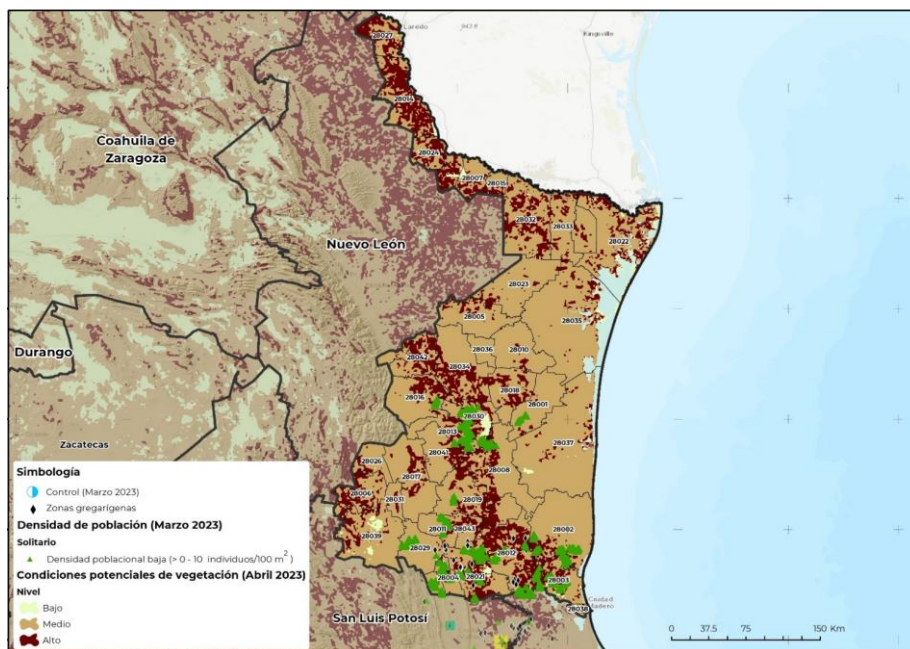 Laredo
Kingsville
28027
28014
Coahuila de
Zaragoza
28024
28007
28015
28032
28033
28022
Nuevo León
28023
28005
28035
Durango
28042
28036
28010
28034
28016
28018
28001
28030
28013
28037
Zacatecas
28041
28008
28026
28017
28006
28031
28019
28002
28011
28043
28039
28029
28012
28004
28021
28003
San Luis Potosí
Ciudad
Madero
28038
Simbología
Control (Marzo 2023)
Zonas gregarígenas
Densidad de población (Marzo 2023)
Solitario
Densidad poblacional baja (> 0 - 10 individuos/100 m²)
Condiciones potenciales de vegetación (Abril 2023)
Nivel
Bajo
Medio
Alto
0 37.5 75 150 Km